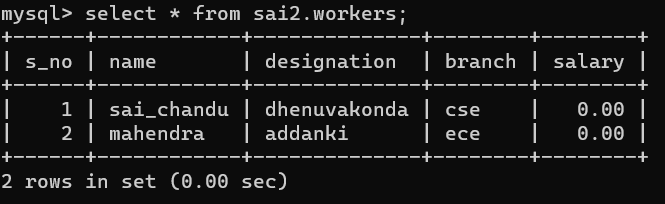 mysql> select * from sai2.workers;
+------+------------+--------------+--------+--------+
| s_no | name       | designation  | branch | salary |
+------+------------+--------------+--------+--------+
|    1 | sai_chandu | dhenuvakonda | cse    |   0.00 |
|    2 | mahendra   | addanki      | ece    |   0.00 |
+------+------------+--------------+--------+--------+
2 rows in set (0.00 sec)